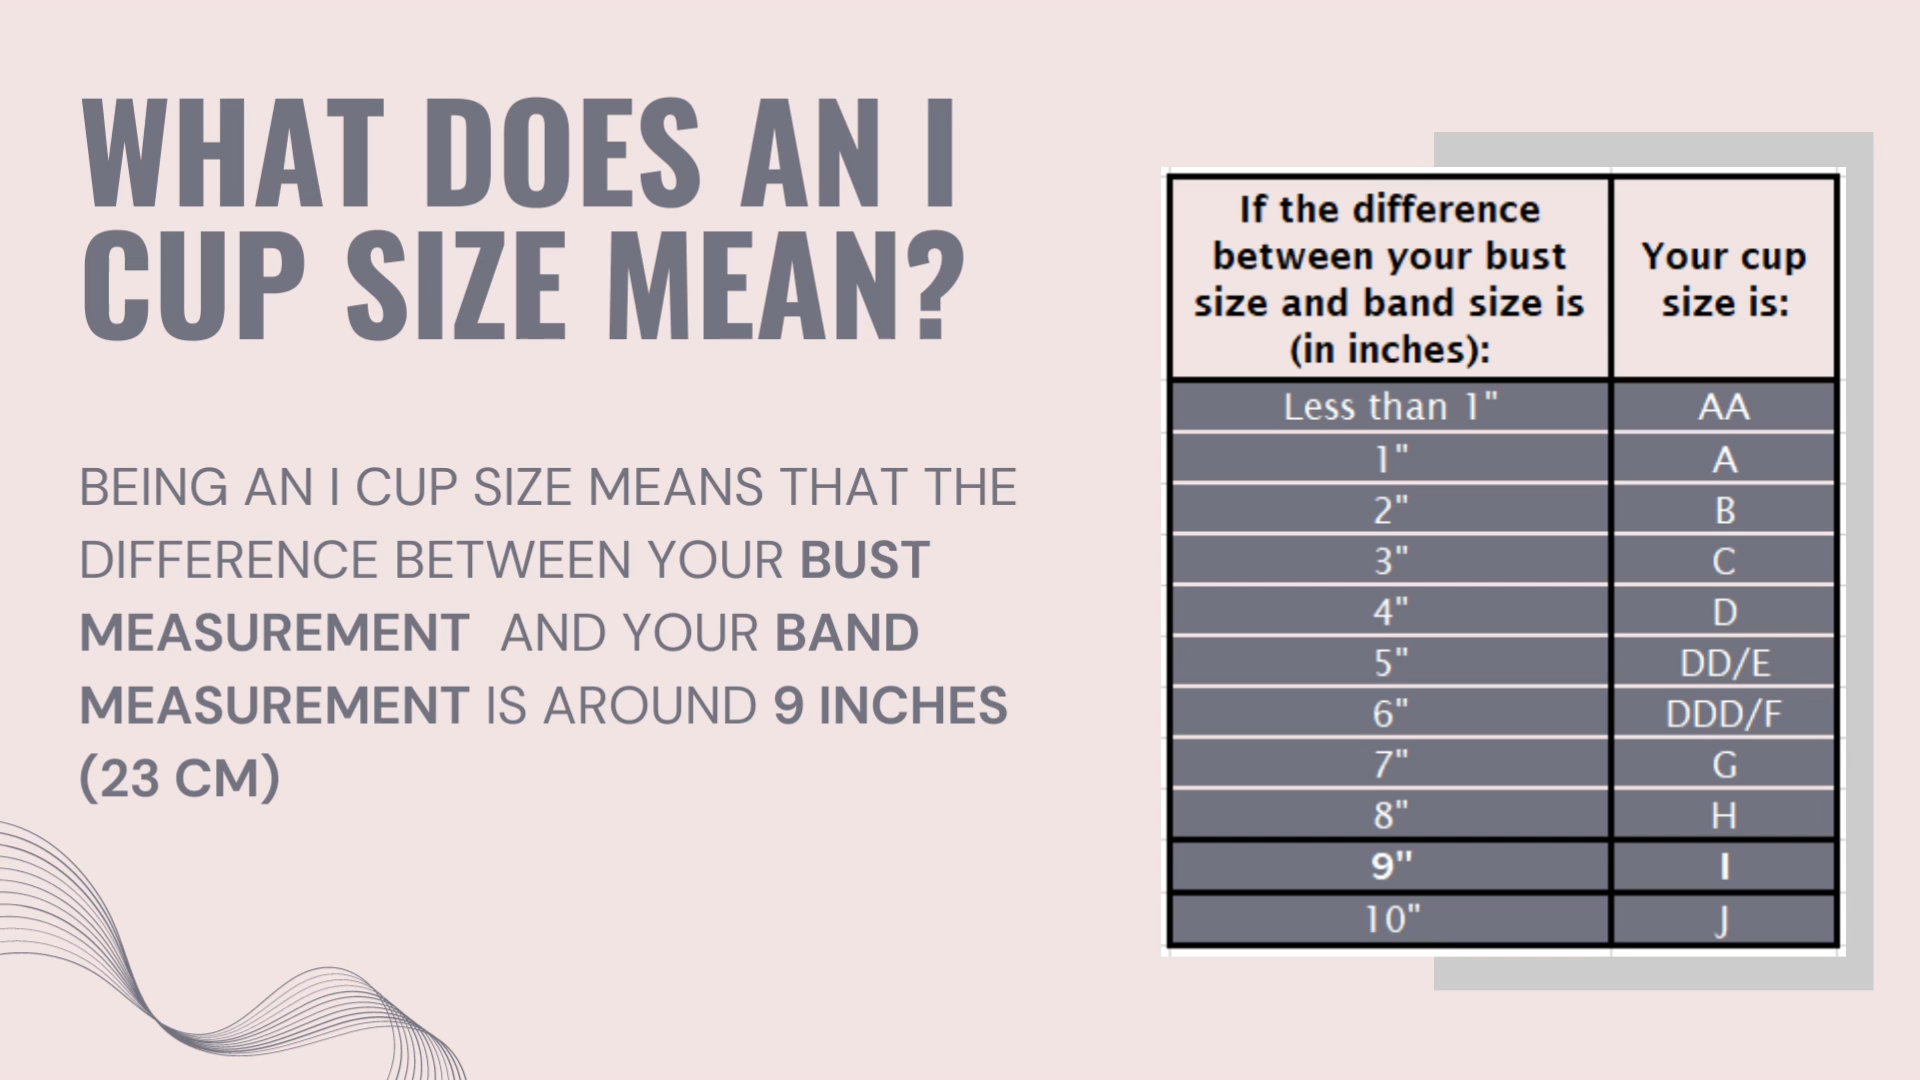 WHAT DOES AN I
CUP SIZE MEAN?
BEING AN I CUP SIZE MEANS THAT THE
DIFFERENCE BETWEEN YOUR BUST
MEASUREMENT AND YOUR BAND
MEASUREMENT IS AROUND 9 INCHES
(23 CM)
If the difference
between your bust
size and band size is
(in inches):
Your cup
size is:
Less than 1" AA
1" A
2" B
3" C
4" D
5" DD/E
6" DDD/F
7" G
8" H
9" I
10" J